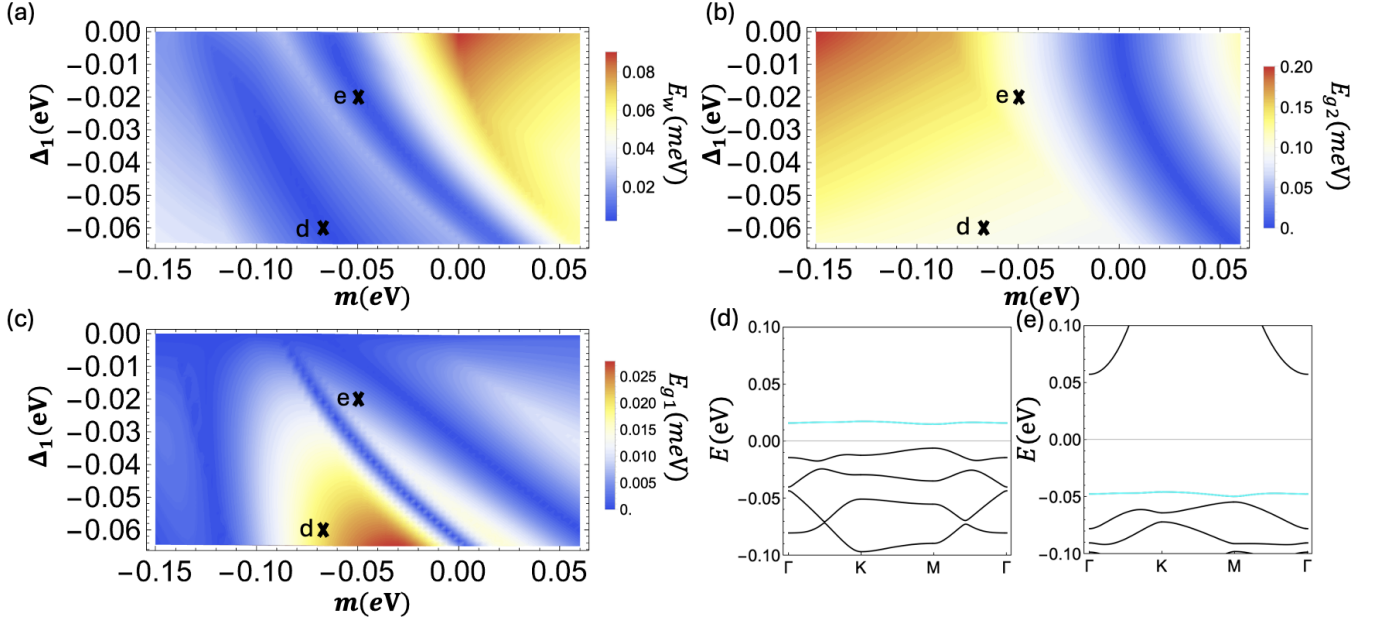 (a)
0.00
−0.01
−0.02
−0.03
−0.04
−0.05
−0.06
Δ₁(eV)
e
d
−0.15 −0.10 −0.05 0.00 0.05
m(eV)
0.08
0.06
0.04
0.02
E_w(meV)
(b)
0.00
−0.01
−0.02
−0.03
−0.04
−0.05
−0.06
Δ₁(eV)
e
d
−0.15 −0.10 −0.05 0.00 0.05
m(eV)
0.20
0.15
0.10
0.05
0.
E_g2(meV)
(c)
0.00
−0.01
−0.02
−0.03
−0.04
−0.05
−0.06
Δ₁(eV)
e
d
−0.15 −0.10 −0.05 0.00 0.05
m(eV)
0.025
0.020
0.015
0.010
0.005
0.
E_g1(meV)
(d)
0.10
0.05
0.00
−0.05
−0.10
E(eV)
Γ K M Γ
(e)
0.10
0.05
0.00
−0.05
−0.10
E(eV)
Γ K M Γ